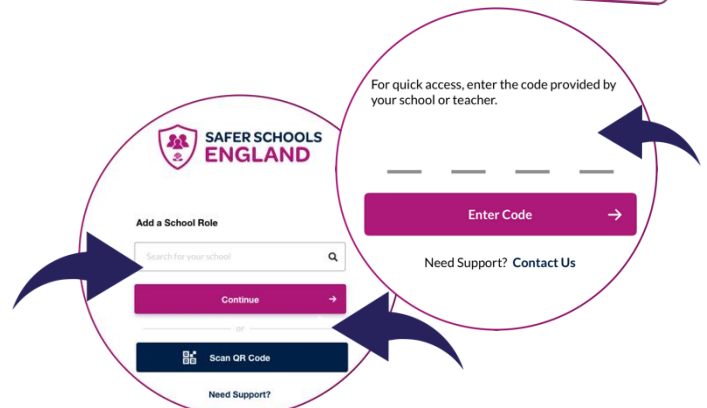 For quick access, enter the code provided by
your school or teacher.
Enter Code
Need Support? Contact Us
SAFER SCHOOLS
ENGLAND
Add a School Role
Search for your school
Continue
or
Scan QR Code
Need Support?